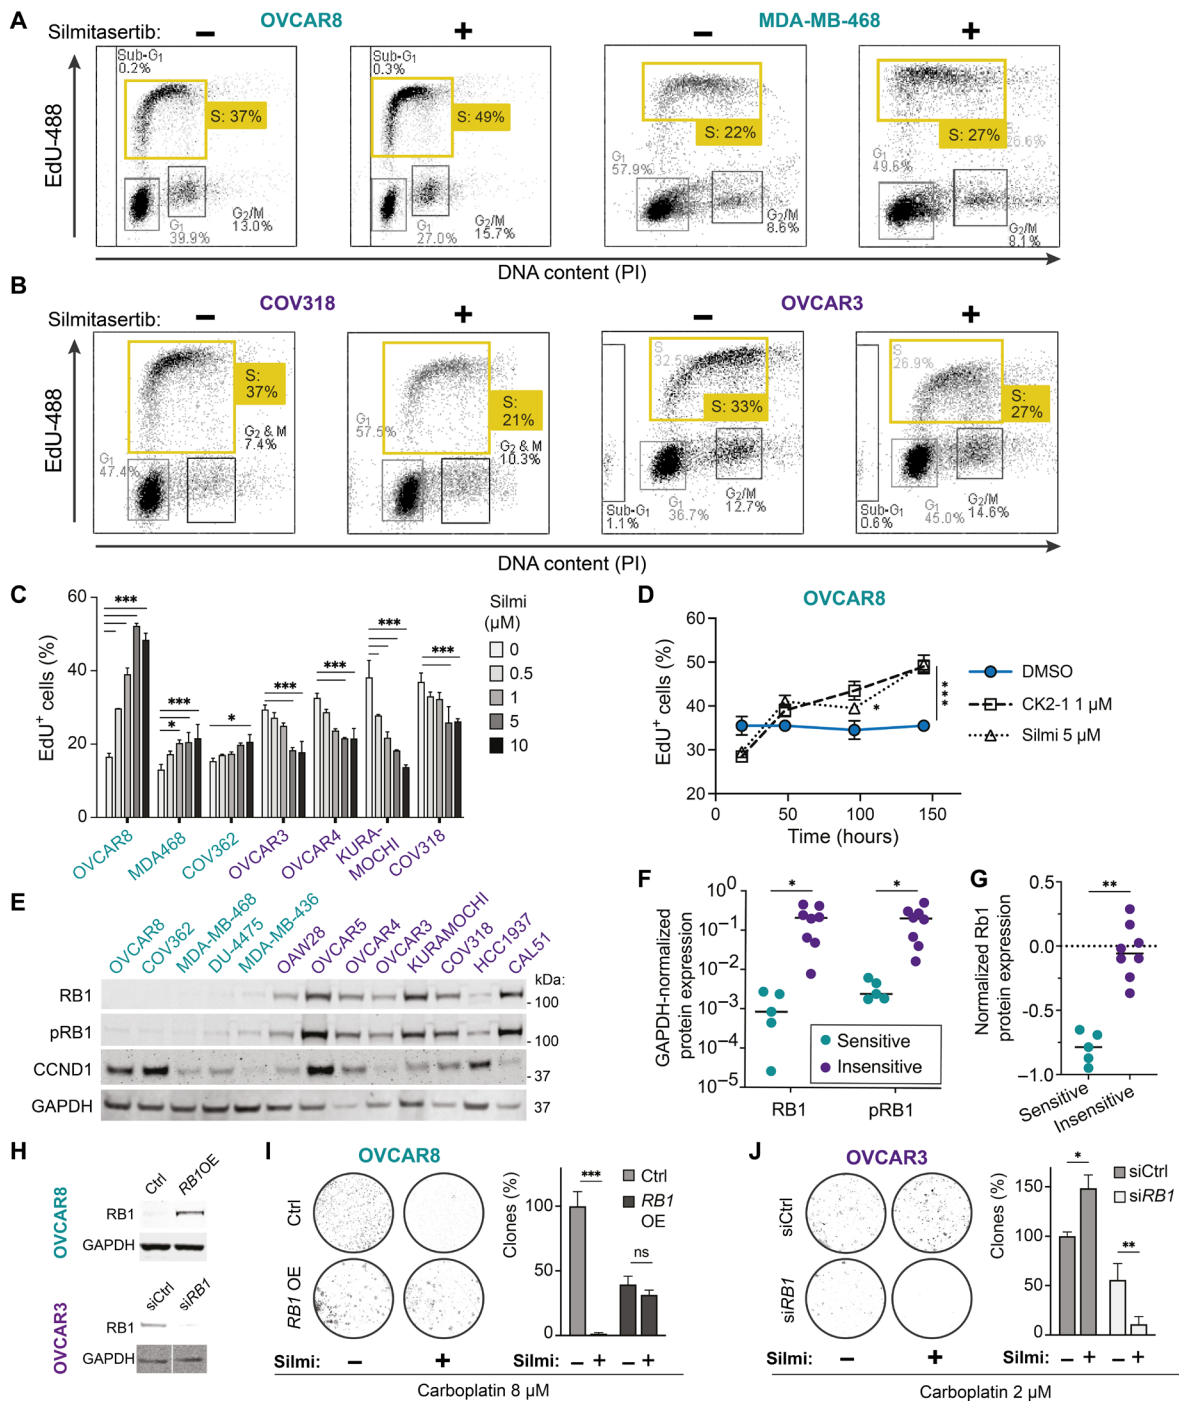 A
OVCAR8
MDA-MB-468
Silmitasertib: − + − +
Sub-G1
0.2%
S: 37%
G1
39.9%
G2/M
13.0%
Sub-G1
0.3%
S: 49%
G1
27.0%
G2/M
15.7%
S: 22%
G1
57.9%
G2/M
8.6%
S: 27%
S
26.6%
G1
49.6%
G2/M
8.1%
EdU-488
DNA content (PI)
B
COV318
OVCAR3
Silmitasertib: − + − +
S:
37%
G1
47.4%
G2 & M
7.4%
S:
21%
G1
57.5%
G2 & M
10.3%
S
32.5%
S: 33%
Sub-G1
1.1%
G1
36.7%
G2/M
12.7%
S
26.9%
S:
27%
Sub-G1
0.6%
G1
45.0%
G2/M
14.6%
EdU-488
DNA content (PI)
C
EdU+ cells (%)
60
40
20
0
*** *** * * *** *** *** ***
Silmi
(µM)
0
0.5
1
5
10
OVCAR8
MDA468
COV362
OVCAR3
OVCAR4
KURA-
MOCHI
COV318
D
OVCAR8
EdU+ cells (%)
60
50
40
30
20
0 50 100 150
Time (hours)
*
***
DMSO
CK2-1 1 µM
Silmi 5 µM
E
OVCAR8
COV362
MDA-MB-468
DU-4475
MDA-MB-436
OAW28
OVCAR5
OVCAR4
OVCAR3
KURAMOCHI
COV318
HCC1937
CAL51
kDa:
RB1 - 100
pRB1 - 100
CCND1 - 37
GAPDH 37
F
GAPDH-normalized
protein expression
10^0
10^-1
10^-2
10^-3
10^-4
10^-5
* *
Sensitive
Insensitive
RB1 pRB1
G
Normalized Rb1
protein expression
0.5
0.0
−0.5
−1.0
**
Sensitive
Insensitive
H
OVCAR8
Ctrl RB1OE
RB1
GAPDH
OVCAR3
siCtrl siRB1
RB1
GAPDH
I
OVCAR8
Ctrl
RB1 OE
Silmi: − +
Clones (%)
100
50
0
***
ns
Ctrl
RB1
OE
Silmi: − + − +
Carboplatin 8 µM
J
OVCAR3
siCtrl
siRB1
Silmi: − +
Clones (%)
150
100
50
0
*
**
siCtrl
siRB1
Silmi: − + − +
Carboplatin 2 µM